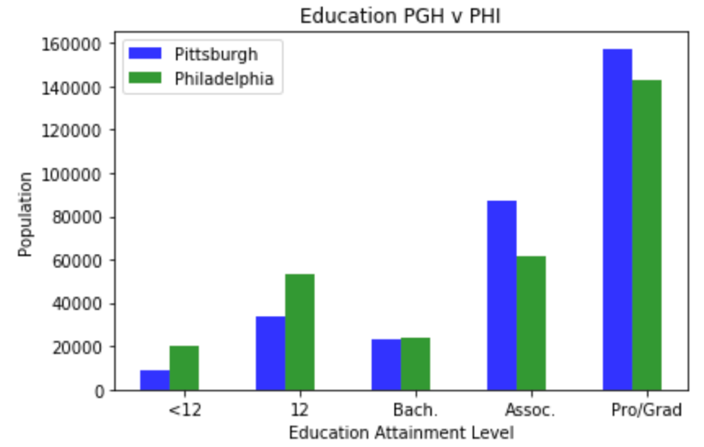 Education PGH v PHI
Pittsburgh
Philadelphia
160000
140000
120000
100000
80000
60000
40000
20000
0
Population
<12 12 Bach. Assoc. Pro/Grad
Education Attainment Level